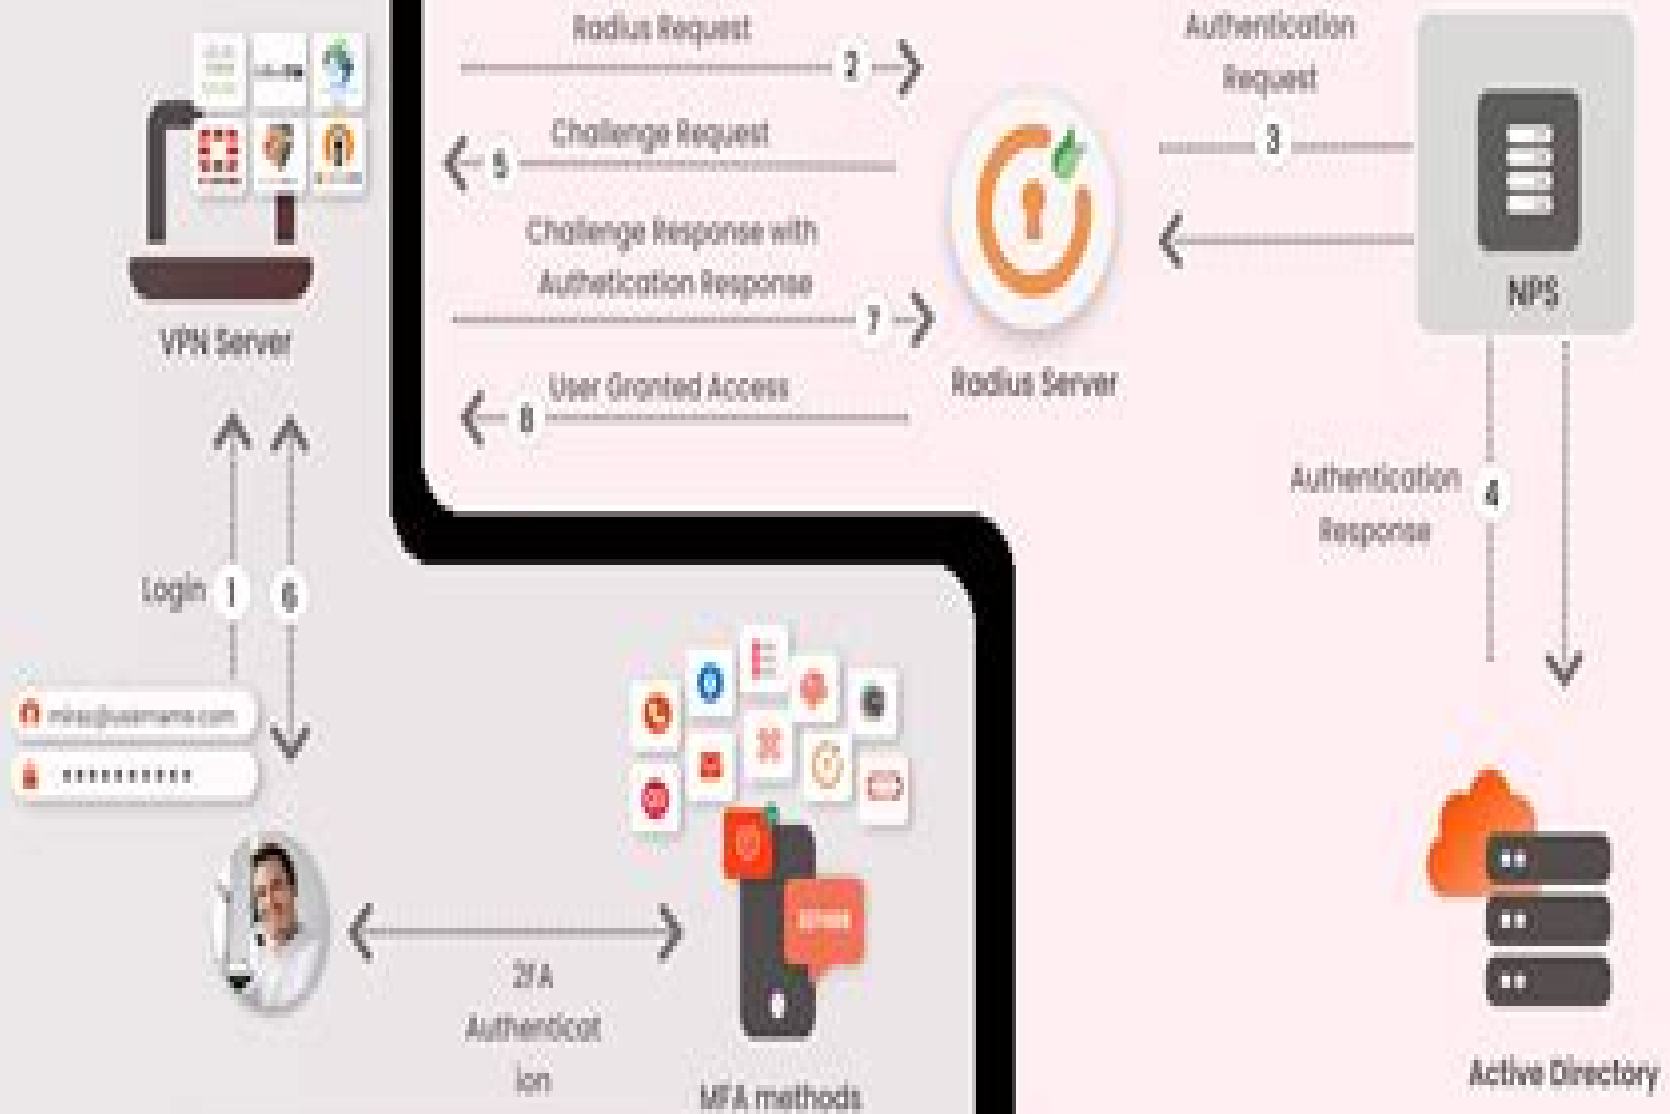 Radius Request
2
Challenge Request
5
Challenge Response with
Authetication Response
7
User Granted Access
8
Authentication
Request
3
NPS
VPN Server
Radius Server
Authentication
Response
4
Login
1
6
2FA
Authenticat
ion
MFA methods
Active Directory